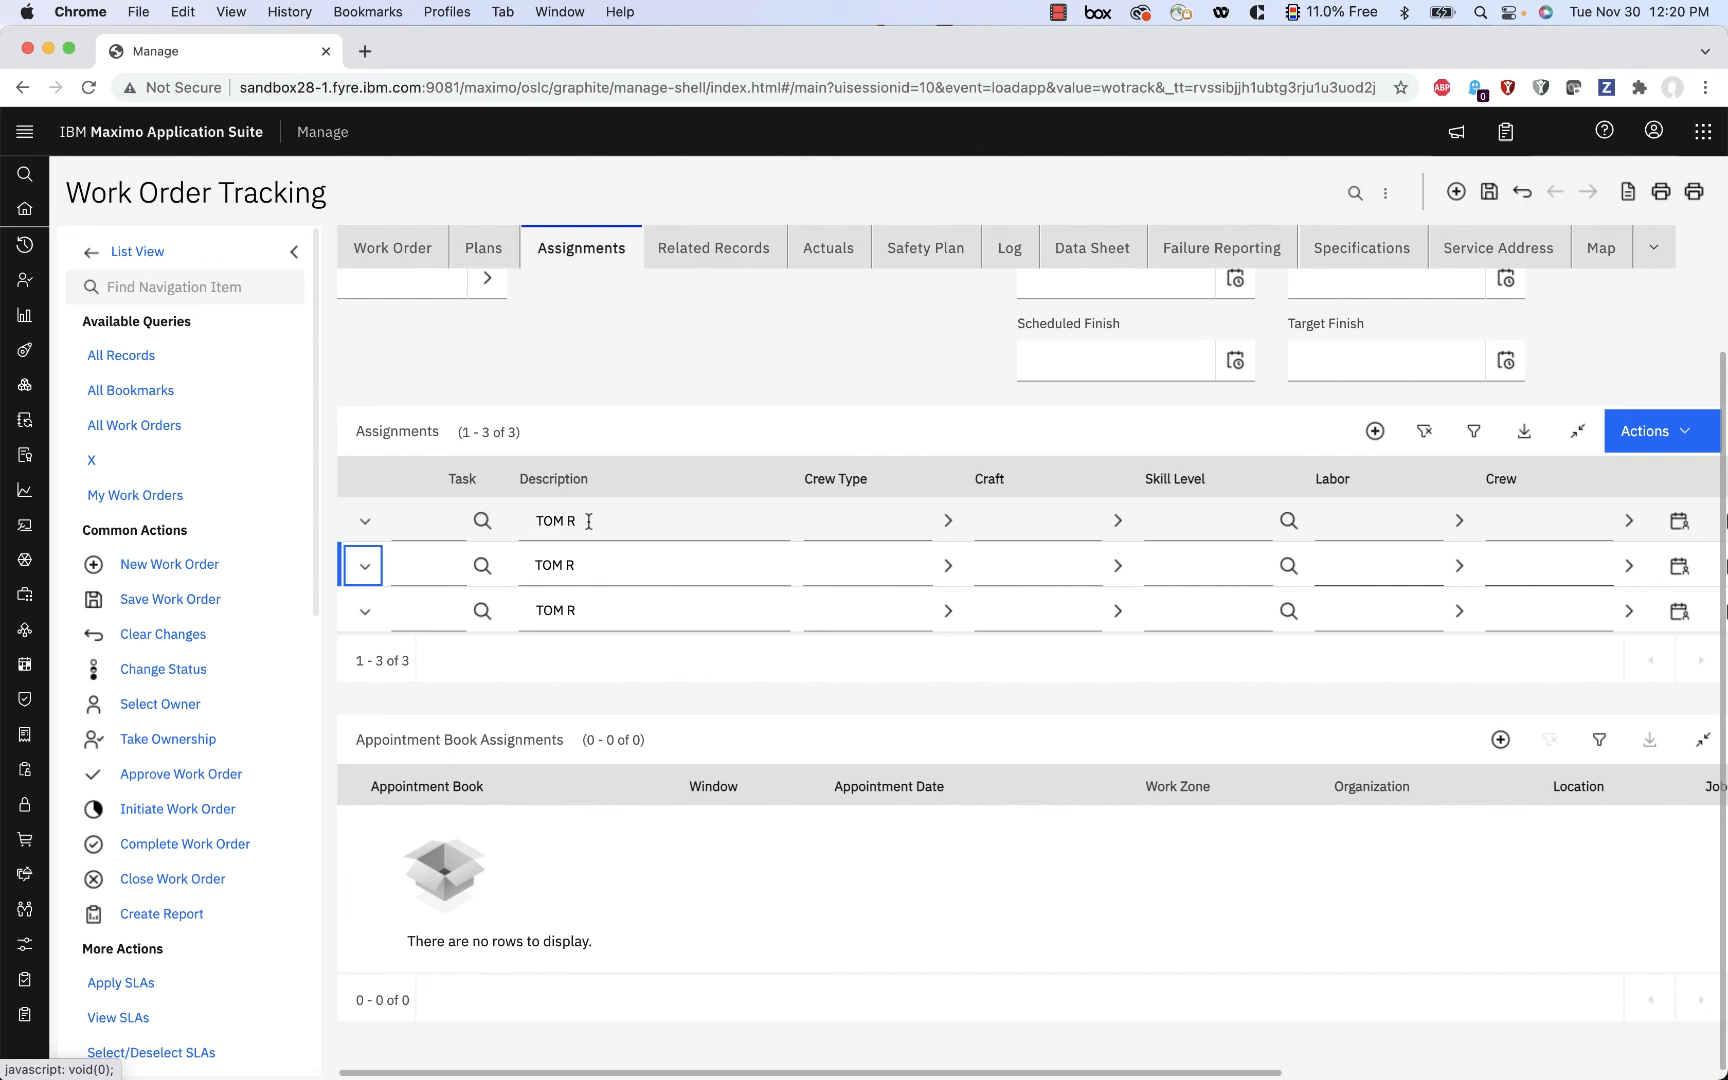 Chrome File Edit View History Bookmarks Profiles Tab Window Help box 11.0% Free Tue Nov 30 12:20 PM
Manage
Not Secure sandbox28-1.fyre.ibm.com:9081/maximo/oslc/graphite/manage-shell/index.html#/main?uisessionid=10&event=loadapp&value=wotrack&_tt=rvssibjjh1ubtg3rju1u3uod2j ABP 0 Z
IBM Maximo Application Suite Manage
Work Order Tracking
List View
Work Order Plans Assignments Related Records Actuals Safety Plan Log Data Sheet Failure Reporting Specifications Service Address Map
Find Navigation Item
Available Queries
Scheduled Finish Target Finish
All Records
All Bookmarks
All Work Orders
Assignments (1 - 3 of 3) Actions
X
Task Description Crew Type Craft Skill Level Labor Crew
My Work Orders
TOM R
Common Actions
New Work Order
TOM R
Save Work Order
TOM R
Clear Changes
1 - 3 of 3
Change Status
Select Owner
Take Ownership
Appointment Book Assignments (0 - 0 of 0)
Approve Work Order
Appointment Book Window Appointment Date Work Zone Organization Location Job
Initiate Work Order
Complete Work Order
Close Work Order
Create Report
There are no rows to display.
More Actions
Apply SLAs
0 - 0 of 0
View SLAs
Select/Deselect SLAs
javascript: void(0);